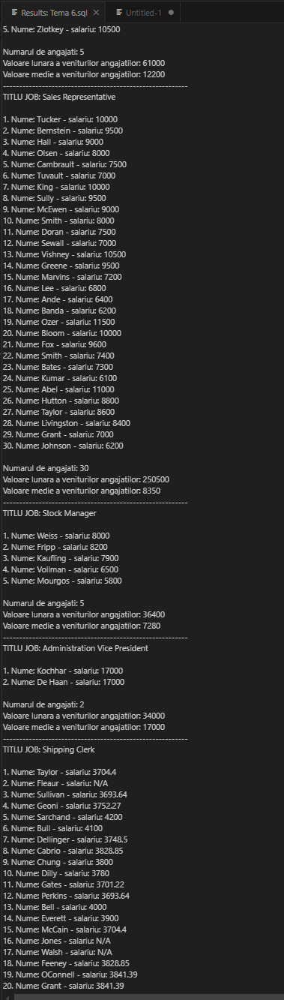 Results: Tema 6.sql
Untitled-1
5. Nume: Zlotkey - salariu: 10500
Numarul de angajati: 5
Valoare lunara a veniturilor angajatilor: 61000
Valoare medie a veniturilor angajatilor: 12200
---------------------------------------------------------
TITLU JOB: Sales Representative
1. Nume: Tucker - salariu: 10000
2. Nume: Bernstein - salariu: 9500
3. Nume: Hall - salariu: 9000
4. Nume: Olsen - salariu: 8000
5. Nume: Cambrault - salariu: 7500
6. Nume: Tuvault - salariu: 7000
7. Nume: King - salariu: 10000
8. Nume: Sully - salariu: 9500
9. Nume: McEwen - salariu: 9000
10. Nume: Smith - salariu: 8000
11. Nume: Doran - salariu: 7500
12. Nume: Sewall - salariu: 7000
13. Nume: Vishney - salariu: 10500
14. Nume: Greene - salariu: 9500
15. Nume: Marvins - salariu: 7200
16. Nume: Lee - salariu: 6800
17. Nume: Ande - salariu: 6400
18. Nume: Banda - salariu: 6200
19. Nume: Ozer - salariu: 11500
20. Nume: Bloom - salariu: 10000
21. Nume: Fox - salariu: 9600
22. Nume: Smith - salariu: 7400
23. Nume: Bates - salariu: 7300
24. Nume: Kumar - salariu: 6100
25. Nume: Abel - salariu: 11000
26. Nume: Hutton - salariu: 8800
27. Nume: Taylor - salariu: 8600
28. Nume: Livingston - salariu: 8400
29. Nume: Grant - salariu: 7000
30. Nume: Johnson - salariu: 6200
Numarul de angajati: 30
Valoare lunara a veniturilor angajatilor: 250500
Valoare medie a veniturilor angajatilor: 8350
---------------------------------------------------------
TITLU JOB: Stock Manager
1. Nume: Weiss - salariu: 8000
2. Nume: Fripp - salariu: 8200
3. Nume: Kaufling - salariu: 7900
4. Nume: Vollman - salariu: 6500
5. Nume: Mourgos - salariu: 5800
Numarul de angajati: 5
Valoare lunara a veniturilor angajatilor: 36400
Valoare medie a veniturilor angajatilor: 7280
---------------------------------------------------------
TITLU JOB: Administration Vice President
1. Nume: Kochhar - salariu: 17000
2. Nume: De Haan - salariu: 17000
Numarul de angajati: 2
Valoare lunara a veniturilor angajatilor: 34000
Valoare medie a veniturilor angajatilor: 17000
---------------------------------------------------------
TITLU JOB: Shipping Clerk
1. Nume: Taylor - salariu: 3704.4
2. Nume: Fleaur - salariu: N/A
3. Nume: Sullivan - salariu: 3693.64
4. Nume: Geoni - salariu: 3752.27
5. Nume: Sarchand - salariu: 4200
6. Nume: Bull - salariu: 4100
7. Nume: Dellinger - salariu: 3748.5
8. Nume: Cabrio - salariu: 3828.85
9. Nume: Chung - salariu: 3800
10. Nume: Dilly - salariu: 3780
11. Nume: Gates - salariu: 3701.22
12. Nume: Perkins - salariu: 3693.64
13. Nume: Bell - salariu: 4000
14. Nume: Everett - salariu: 3900
15. Nume: McCain - salariu: 3704.4
16. Nume: Jones - salariu: N/A
17. Nume: Walsh - salariu: N/A
18. Nume: Feeney - salariu: 3828.85
19. Nume: OConnell - salariu: 3841.39
20. Nume: Grant - salariu: 3841.39